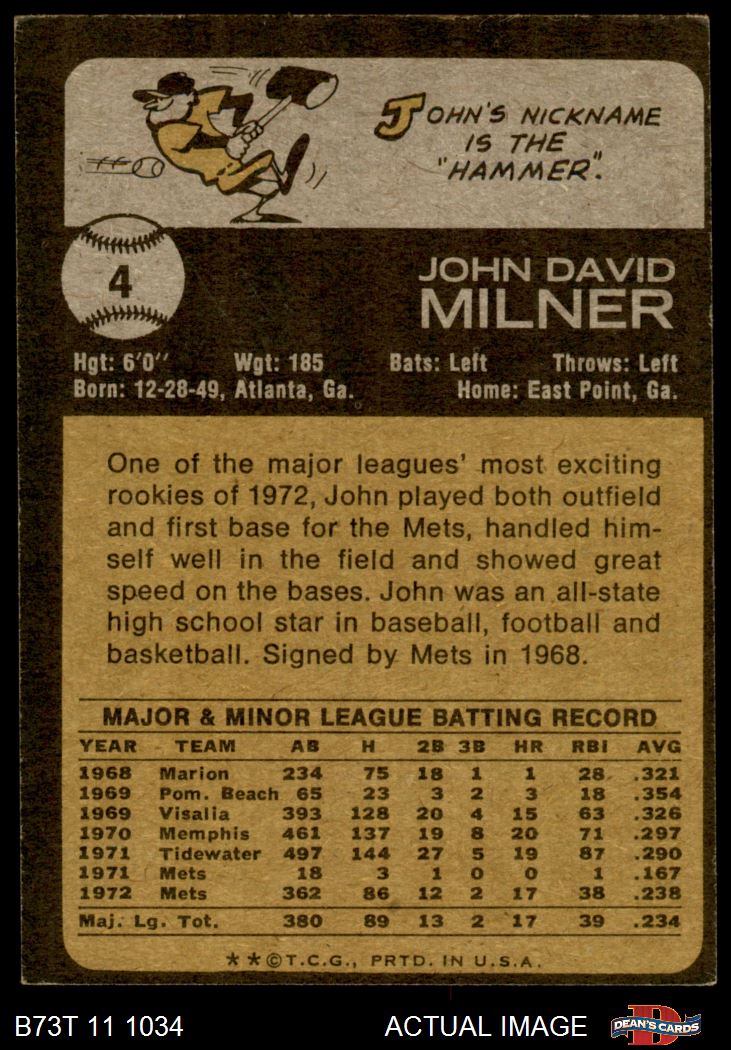 JOHN'S NICKNAME
IS THE
"HAMMER".
4
JOHN DAVID
MILNER
Hgt: 6'0" Wgt: 185 Bats: Left Throws: Left
Born: 12-28-49, Atlanta, Ga. Home: East Point, Ga.
One of the major leagues' most exciting
rookies of 1972, John played both outfield
and first base for the Mets, handled him-
self well in the field and showed great
speed on the bases. John was an all-state
high school star in baseball, football and
basketball. Signed by Mets in 1968.
MAJOR & MINOR LEAGUE BATTING RECORD
YEAR TEAM AB H 2B 3B HR RBI AVG
1968 Marion 234 75 18 1 1 28 .321
1969 Pom. Beach 65 23 3 2 3 18 .354
1969 Visalia 393 128 20 4 15 63 .326
1970 Memphis 461 137 19 8 20 71 .297
1971 Tidewater 497 144 27 5 19 87 .290
1971 Mets 18 3 1 0 0 1 .167
1972 Mets 362 86 12 2 17 38 .238
Maj. Lg. Tot. 380 89 13 2 17 39 .234
**©T.C.G., PRTD. IN U.S.A.
B73T 11 1034 ACTUAL IMAGE D DEAN'S CARDS